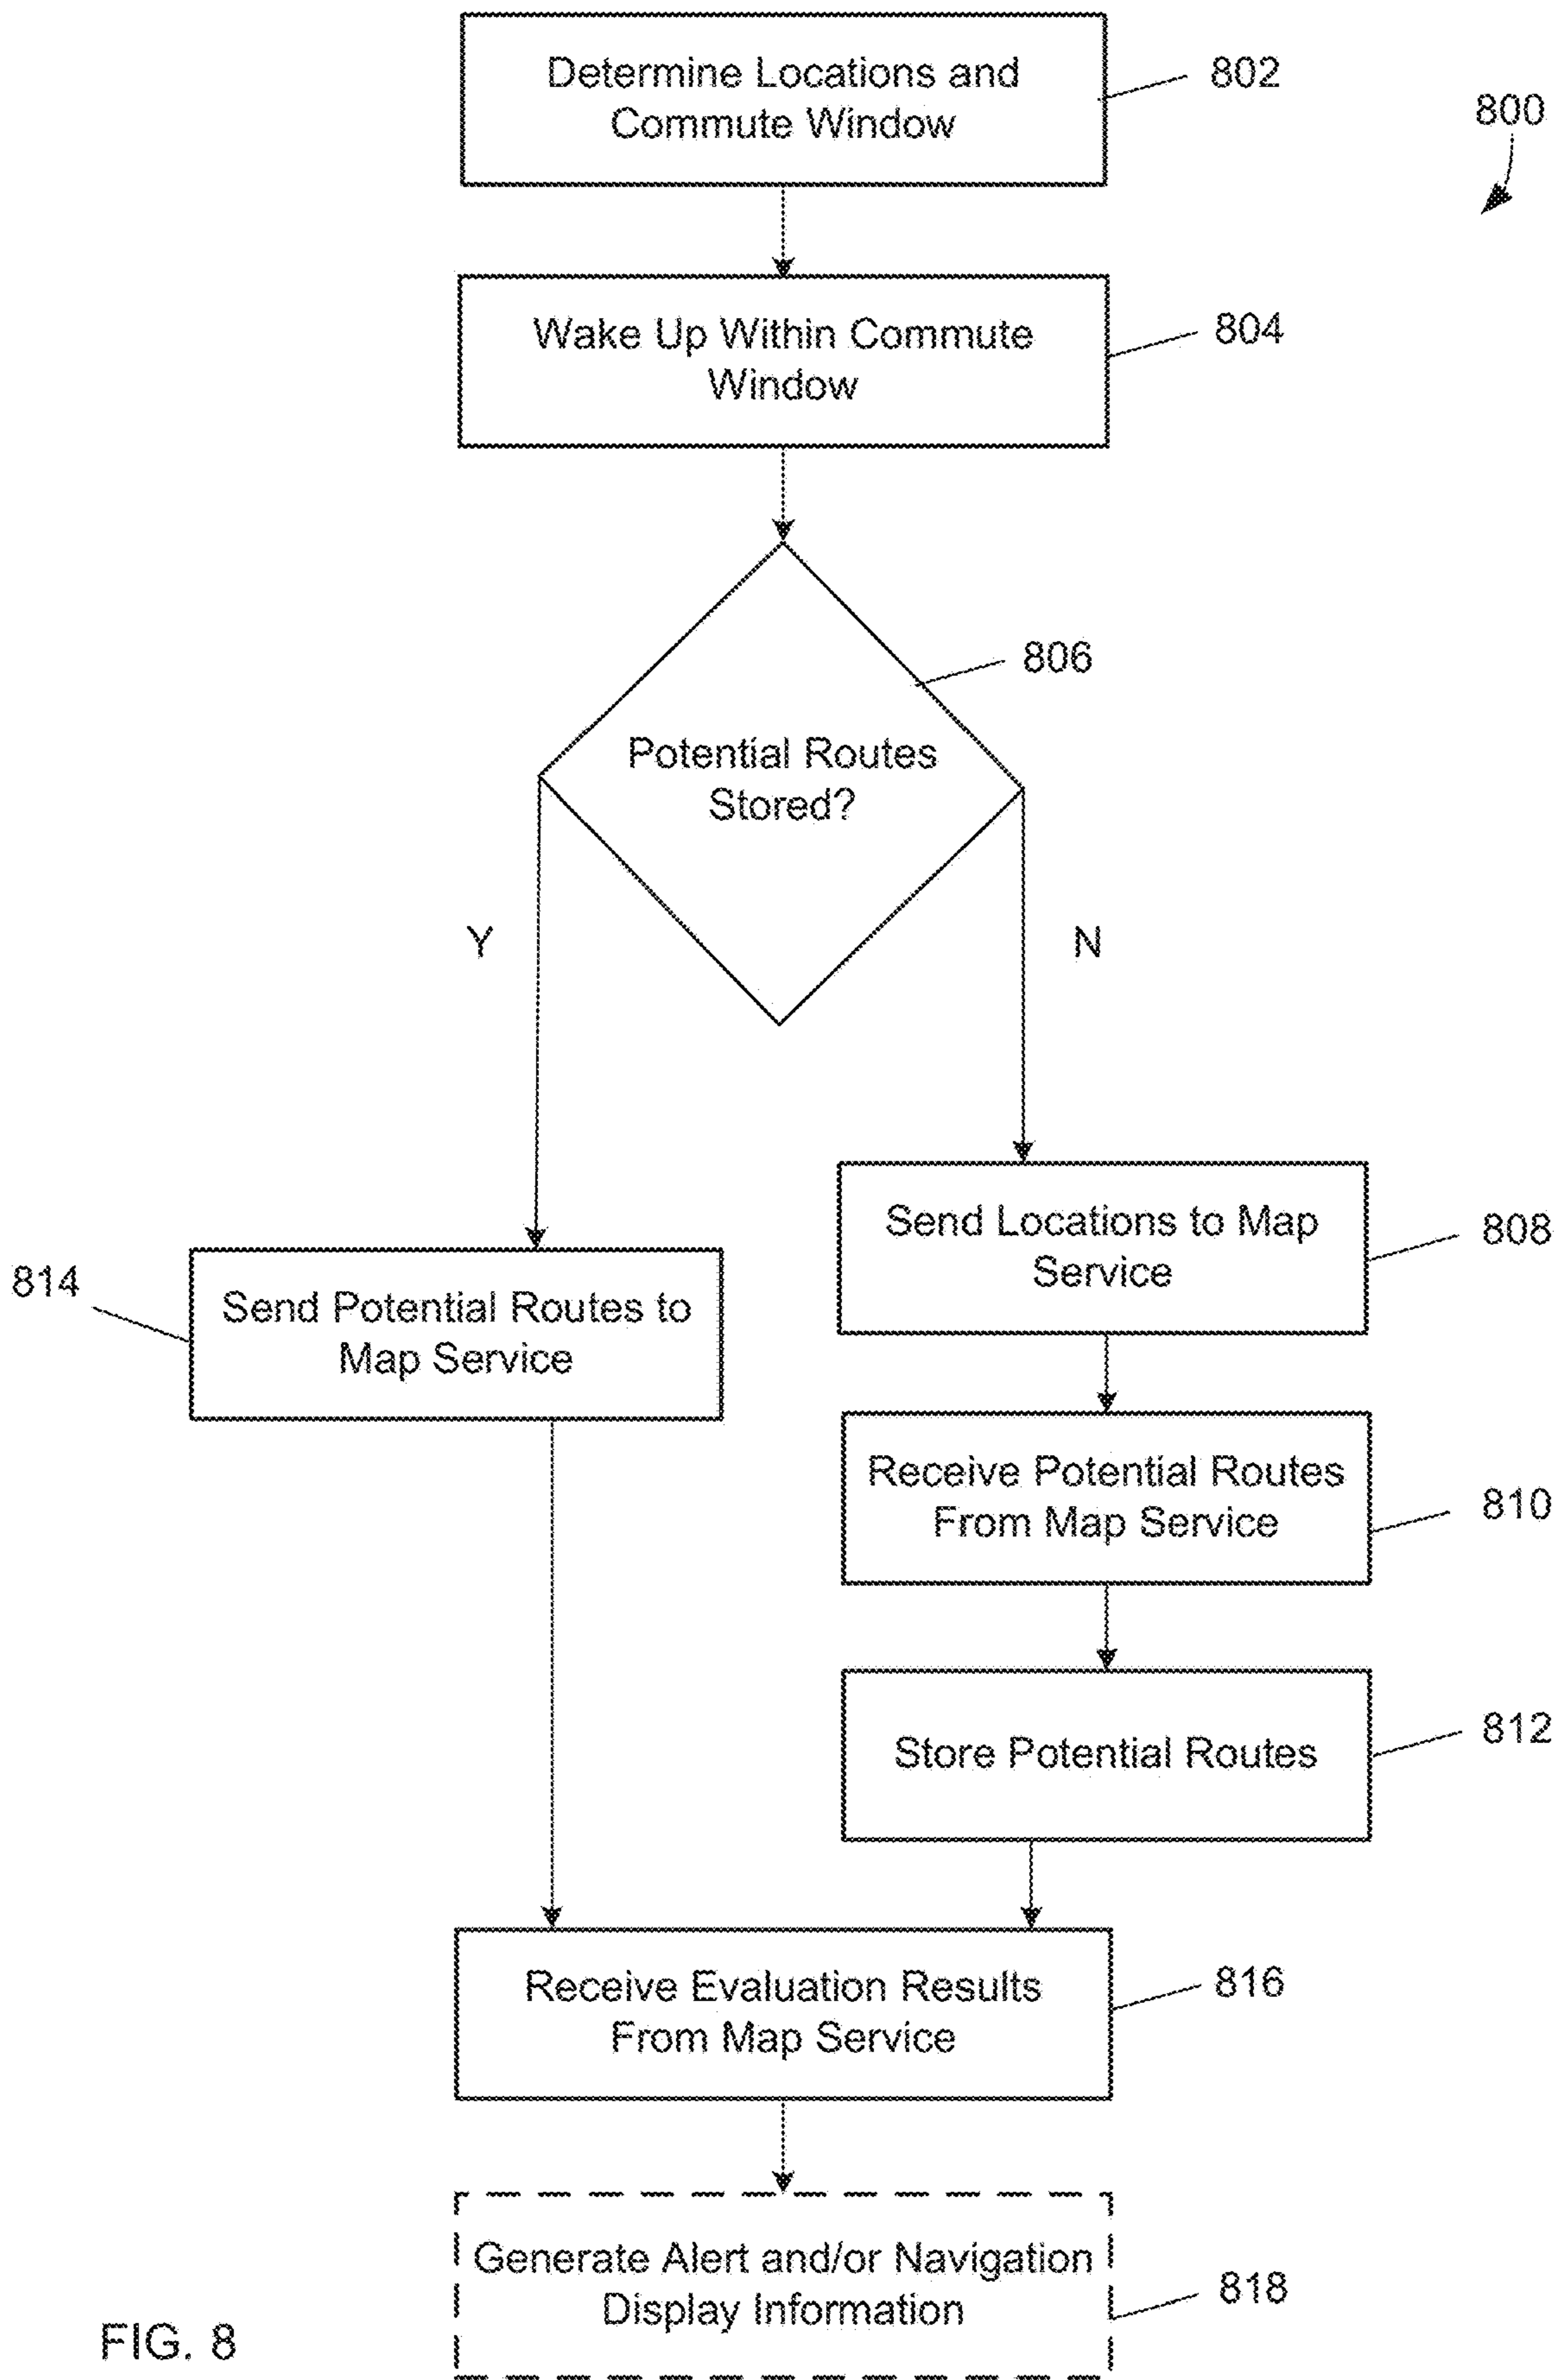 Determine Locations and
Commute Window
802
800
Wake Up Within Commute
Window
804
806
Potential Routes
Stored?
Y
N
Send Locations to Map
Service
808
814
Send Potential Routes to
Map Service
Receive Potential Routes
From Map Service
810
Store Potential Routes
812
Receive Evaluation Results
From Map Service
816
Generate Alert and/or Navigation
Display Information
818
FIG. 8